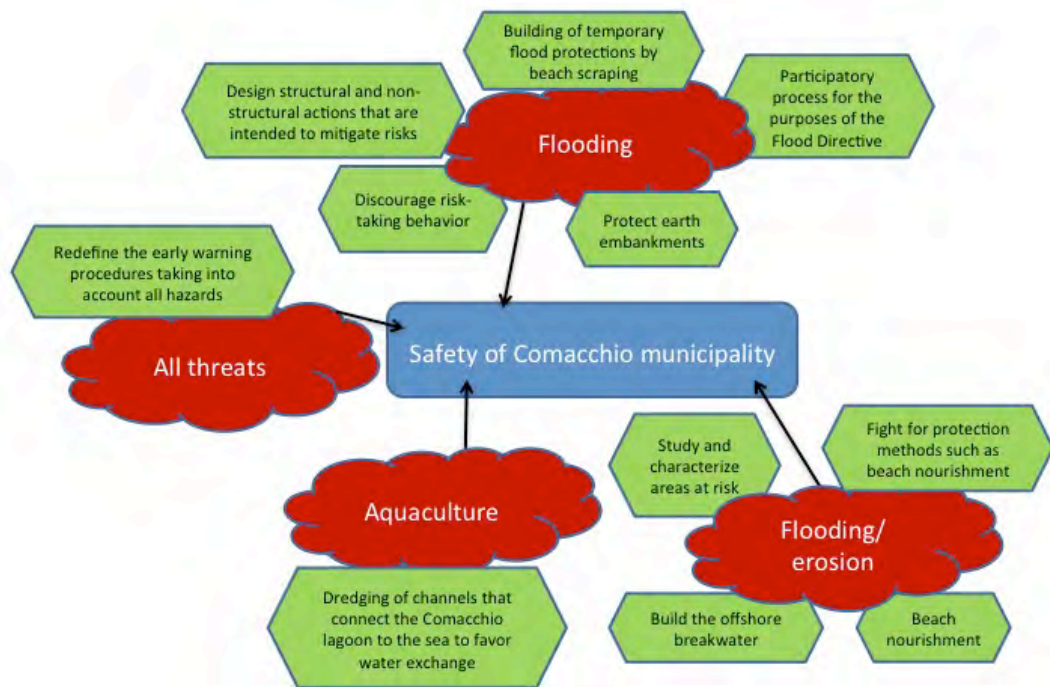 Building of temporary
flood protections by
beach scraping
Design structural and non-
structural actions that are
intended to mitigate risks
Participatory
process for the
purposes of the
Flood Directive
Flooding
Discourage risk-
taking behavior
Protect earth
embankments
Redefine the early warning
procedures taking into
account all hazards
All threats
Safety of Comacchio municipality
Study and
characterize
areas at risk
Fight for protection
methods such as
beach nourishment
Aquaculture
Flooding/
erosion
Dredging of channels that
connect the Comacchio
lagoon to the sea to favor
water exchange
Build the offshore
breakwater
Beach
nourishment